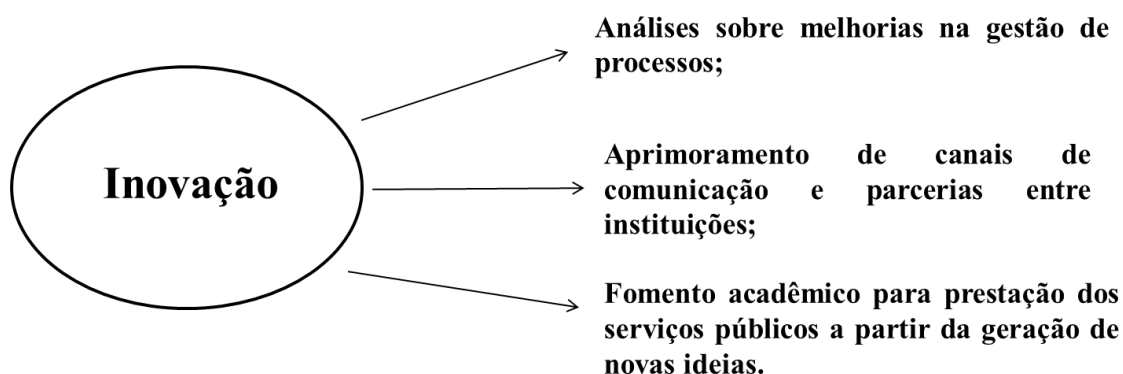 Análises sobre melhorias na gestão de
processos;
Inovação
Aprimoramento de canais de
comunicação e parcerias entre
instituições;
Fomento acadêmico para prestação dos
serviços públicos a partir da geração de
novas ideias.